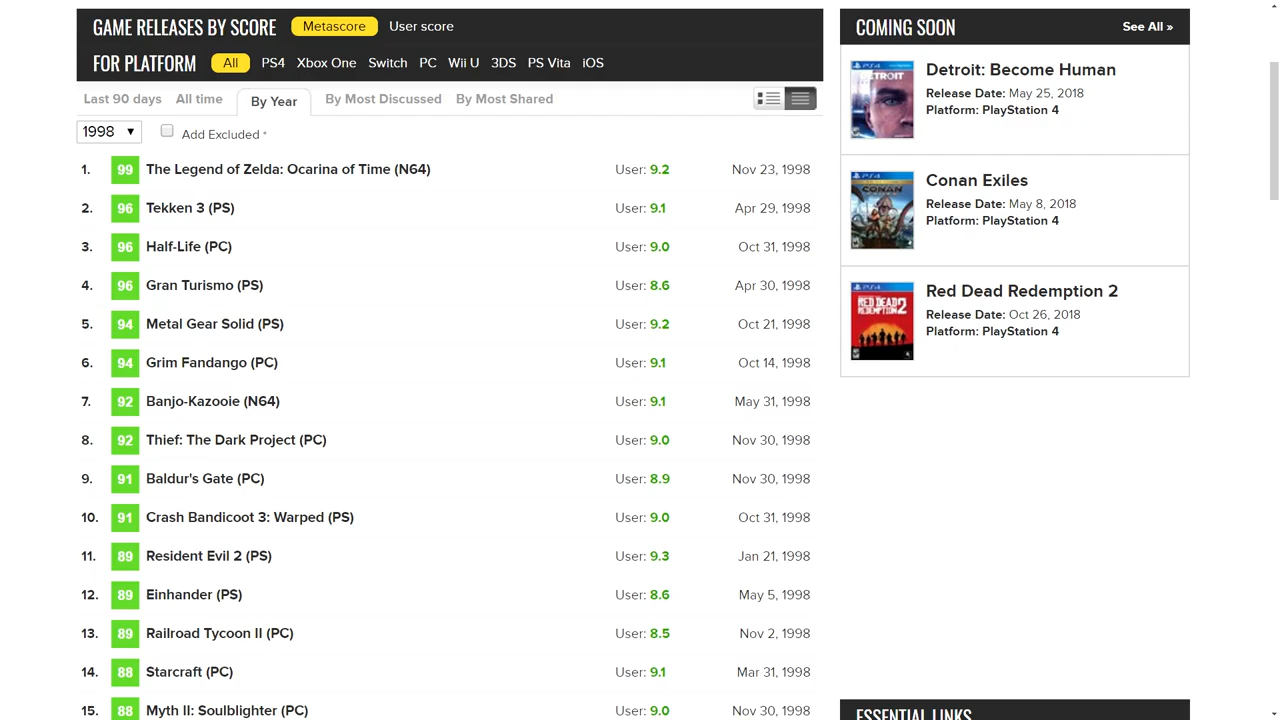 GAME RELEASES BY SCORE Metascore User score
FOR PLATFORM All PS4 Xbox One Switch PC Wii U 3DS PS Vita iOS
Last 90 days All time By Year By Most Discussed By Most Shared
1998 ▼ Add Excluded *
1. 99 The Legend of Zelda: Ocarina of Time (N64) User: 9.2 Nov 23, 1998
2. 96 Tekken 3 (PS) User: 9.1 Apr 29, 1998
3. 96 Half-Life (PC) User: 9.0 Oct 31, 1998
4. 96 Gran Turismo (PS) User: 8.6 Apr 30, 1998
5. 94 Metal Gear Solid (PS) User: 9.2 Oct 21, 1998
6. 94 Grim Fandango (PC) User: 9.1 Oct 14, 1998
7. 92 Banjo-Kazooie (N64) User: 9.1 May 31, 1998
8. 92 Thief: The Dark Project (PC) User: 9.0 Nov 30, 1998
9. 91 Baldur's Gate (PC) User: 8.9 Nov 30, 1998
10. 91 Crash Bandicoot 3: Warped (PS) User: 9.0 Oct 31, 1998
11. 89 Resident Evil 2 (PS) User: 9.3 Jan 21, 1998
12. 89 Einhander (PS) User: 8.6 May 5, 1998
13. 89 Railroad Tycoon II (PC) User: 8.5 Nov 2, 1998
14. 88 Starcraft (PC) User: 9.1 Mar 31, 1998
15. 88 Myth II: Soulblighter (PC) User: 9.0 Nov 30, 1998
COMING SOON See All »
PS4
DETROIT
Detroit: Become Human
Release Date: May 25, 2018
Platform: PlayStation 4
PS4
CONAN
Conan Exiles
Release Date: May 8, 2018
Platform: PlayStation 4
PS4
RED DEAD
REDEMPTION 2
Red Dead Redemption 2
Release Date: Oct 26, 2018
Platform: PlayStation 4
ESSENTIAL LINKS